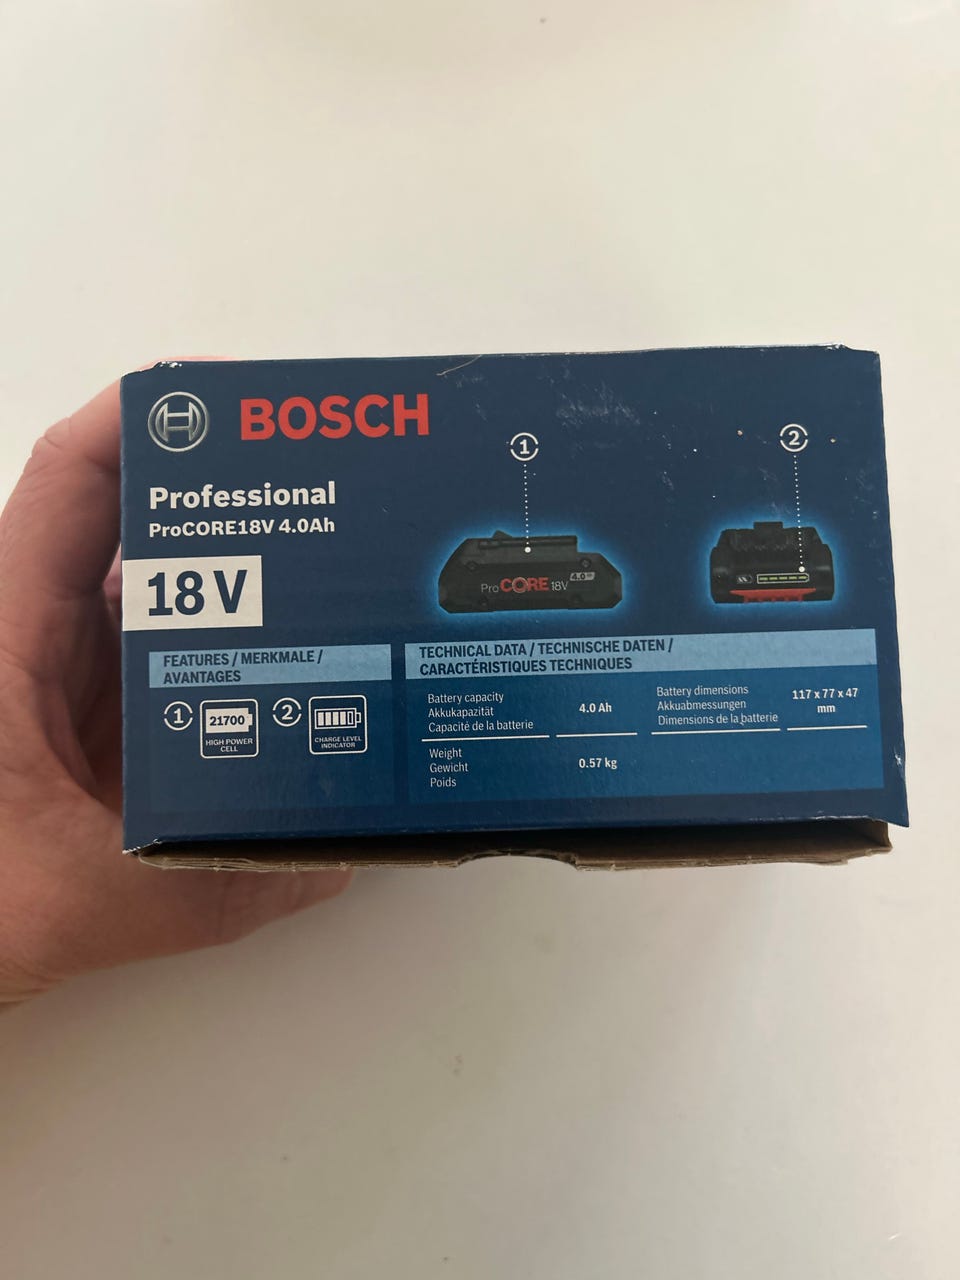 BOSCH
Professional
ProCORE18V 4.0Ah
18 V
1
2
ProCORE 18V 4.0
FEATURES / MERKMALE /
AVANTAGES
1
21700
HIGH POWER
CELL
2
CHARGE LEVEL
INDICATOR
TECHNICAL DATA / TECHNISCHE DATEN /
CARACTÉRISTIQUES TECHNIQUES
Battery capacity
Akkukapazität
Capacité de la batterie
4.0 Ah
Weight
Gewicht
Poids
0.57 kg
Battery dimensions
Akkuabmessungen
Dimensions de la batterie
117 x 77 x 47
mm